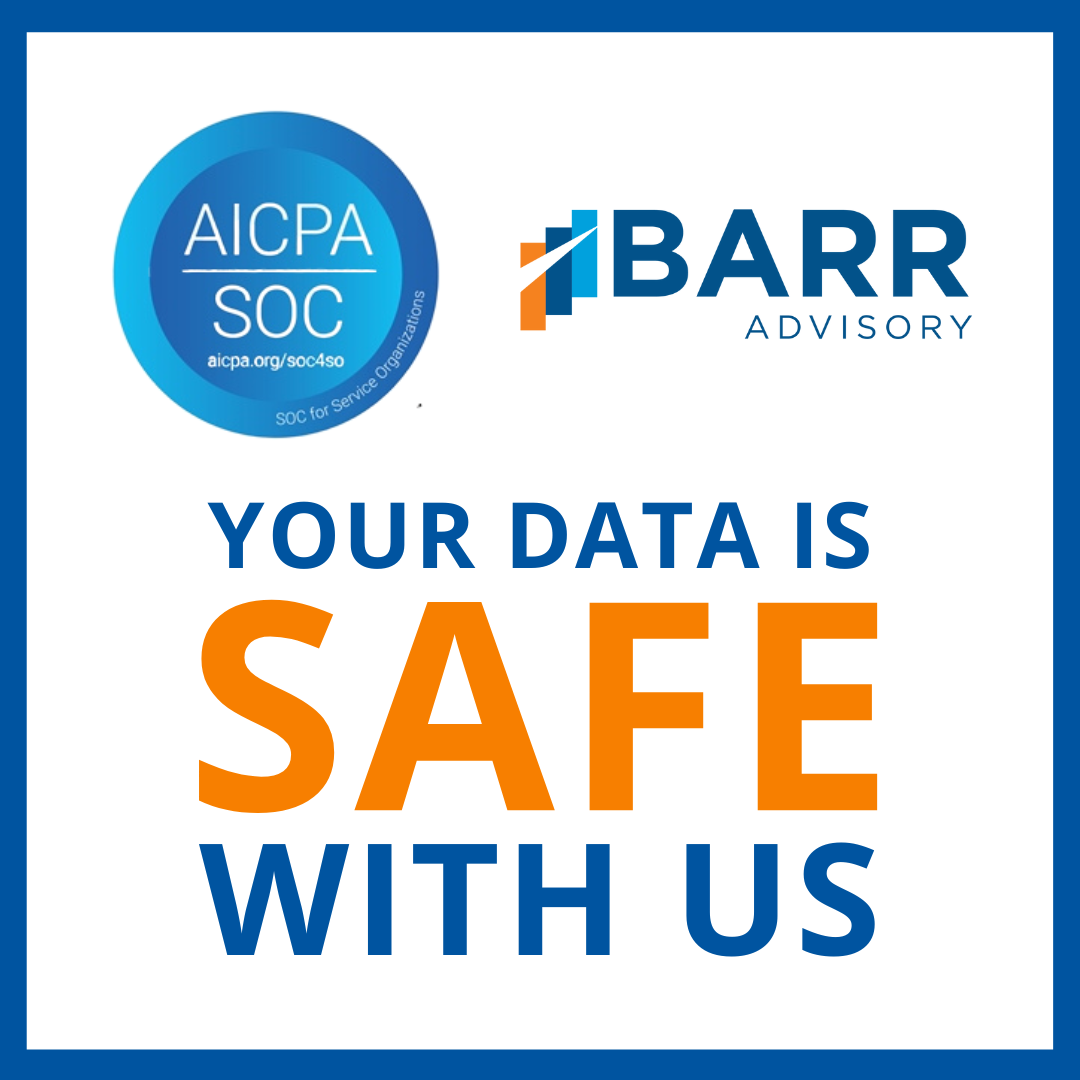 AICPA
SOC
aicpa.org/soc4so
SOC for Service Organizations
BARR
ADVISORY
YOUR DATA IS
SAFE
WITH US